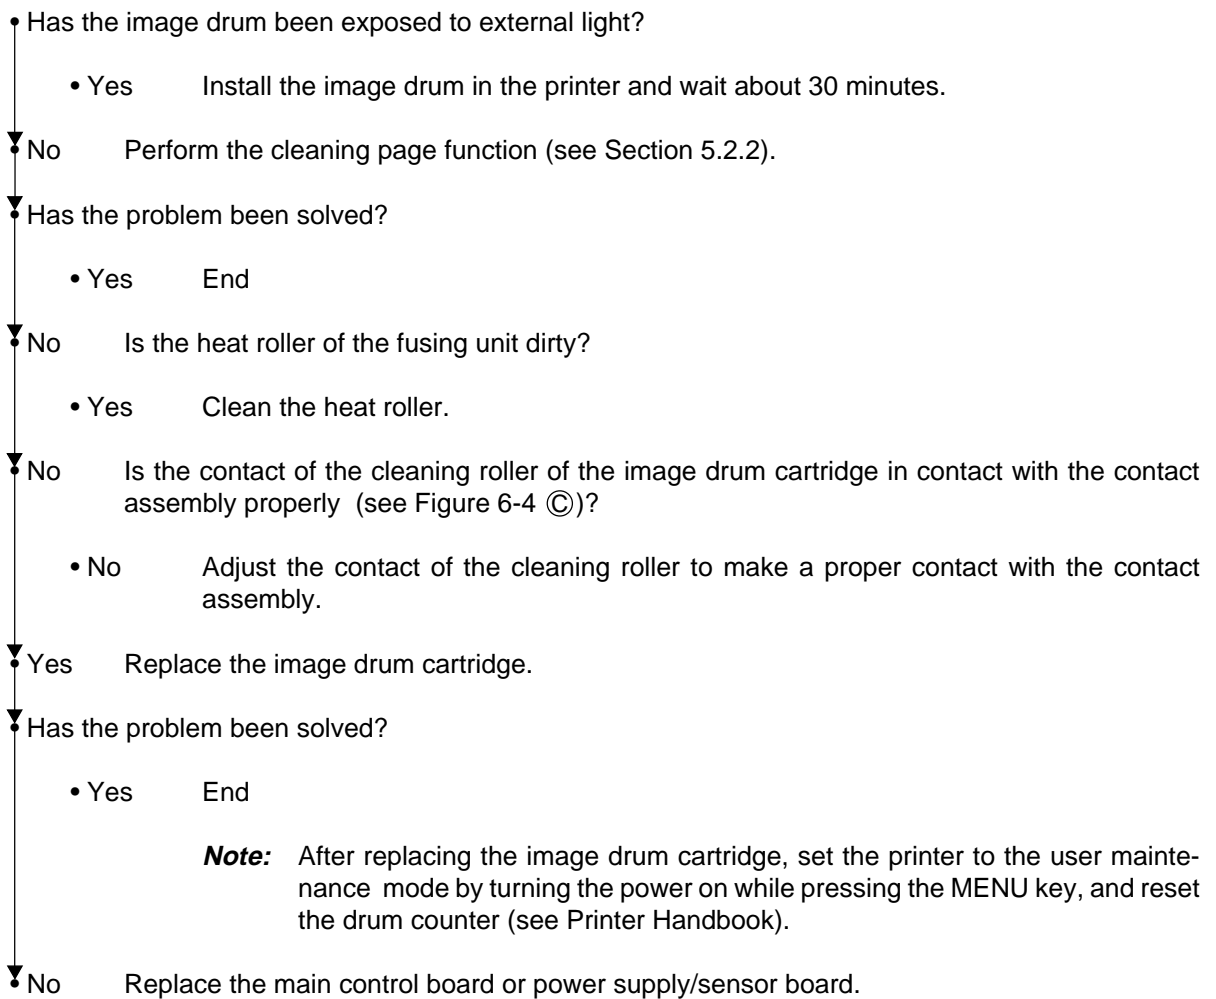 • Has the image drum been exposed to external light?
• Yes Install the image drum in the printer and wait about 30 minutes.
• No Perform the cleaning page function (see Section 5.2.2).
• Has the problem been solved?
• Yes End
• No Is the heat roller of the fusing unit dirty?
• Yes Clean the heat roller.
• No Is the contact of the cleaning roller of the image drum cartridge in contact with the contact
assembly properly (see Figure 6-4 Ⓒ)?
• No Adjust the contact of the cleaning roller to make a proper contact with the contact
assembly.
• Yes Replace the image drum cartridge.
• Has the problem been solved?
• Yes End
Note: After replacing the image drum cartridge, set the printer to the user mainte-
nance mode by turning the power on while pressing the MENU key, and reset
the drum counter (see Printer Handbook).
• No Replace the main control board or power supply/sensor board.